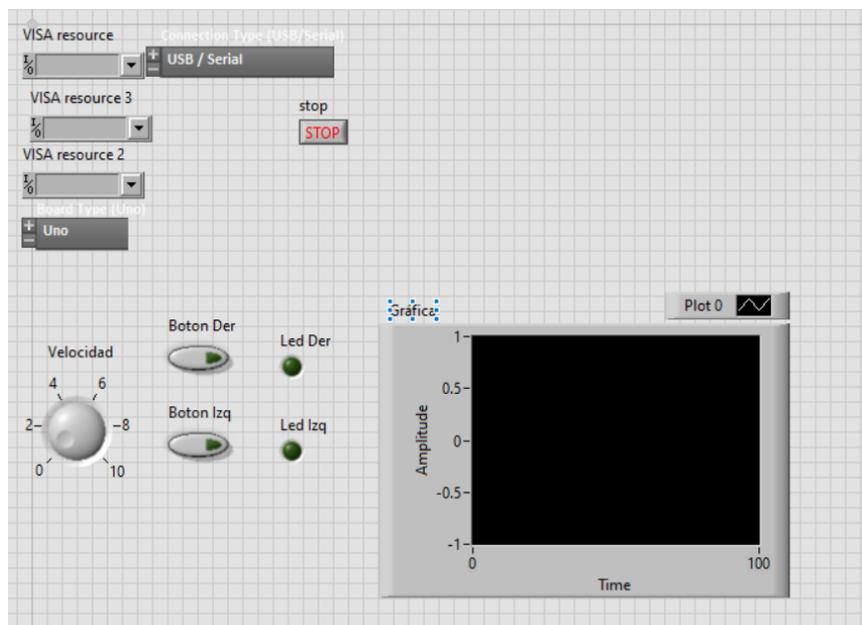 VISA resource
Connection Type (USB/Serial)
USB / Serial
VISA resource 3
stop
STOP
VISA resource 2
Board Type (Uno)
Uno
Gráfica
Plot 0
Boton Der
Led Der
Velocidad
4 6
2 8
0 10
Boton Izq
Led Izq
1
0.5
0
-0.5
-1
Amplitude
0 100
Time